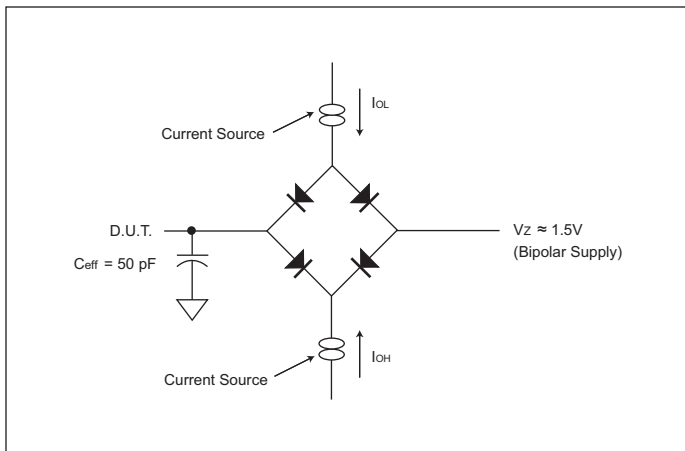 IOL
Current Source
D.U.T.
Ceff = 50 pF
VZ ≈ 1.5V
(Bipolar Supply)
IOH
Current Source